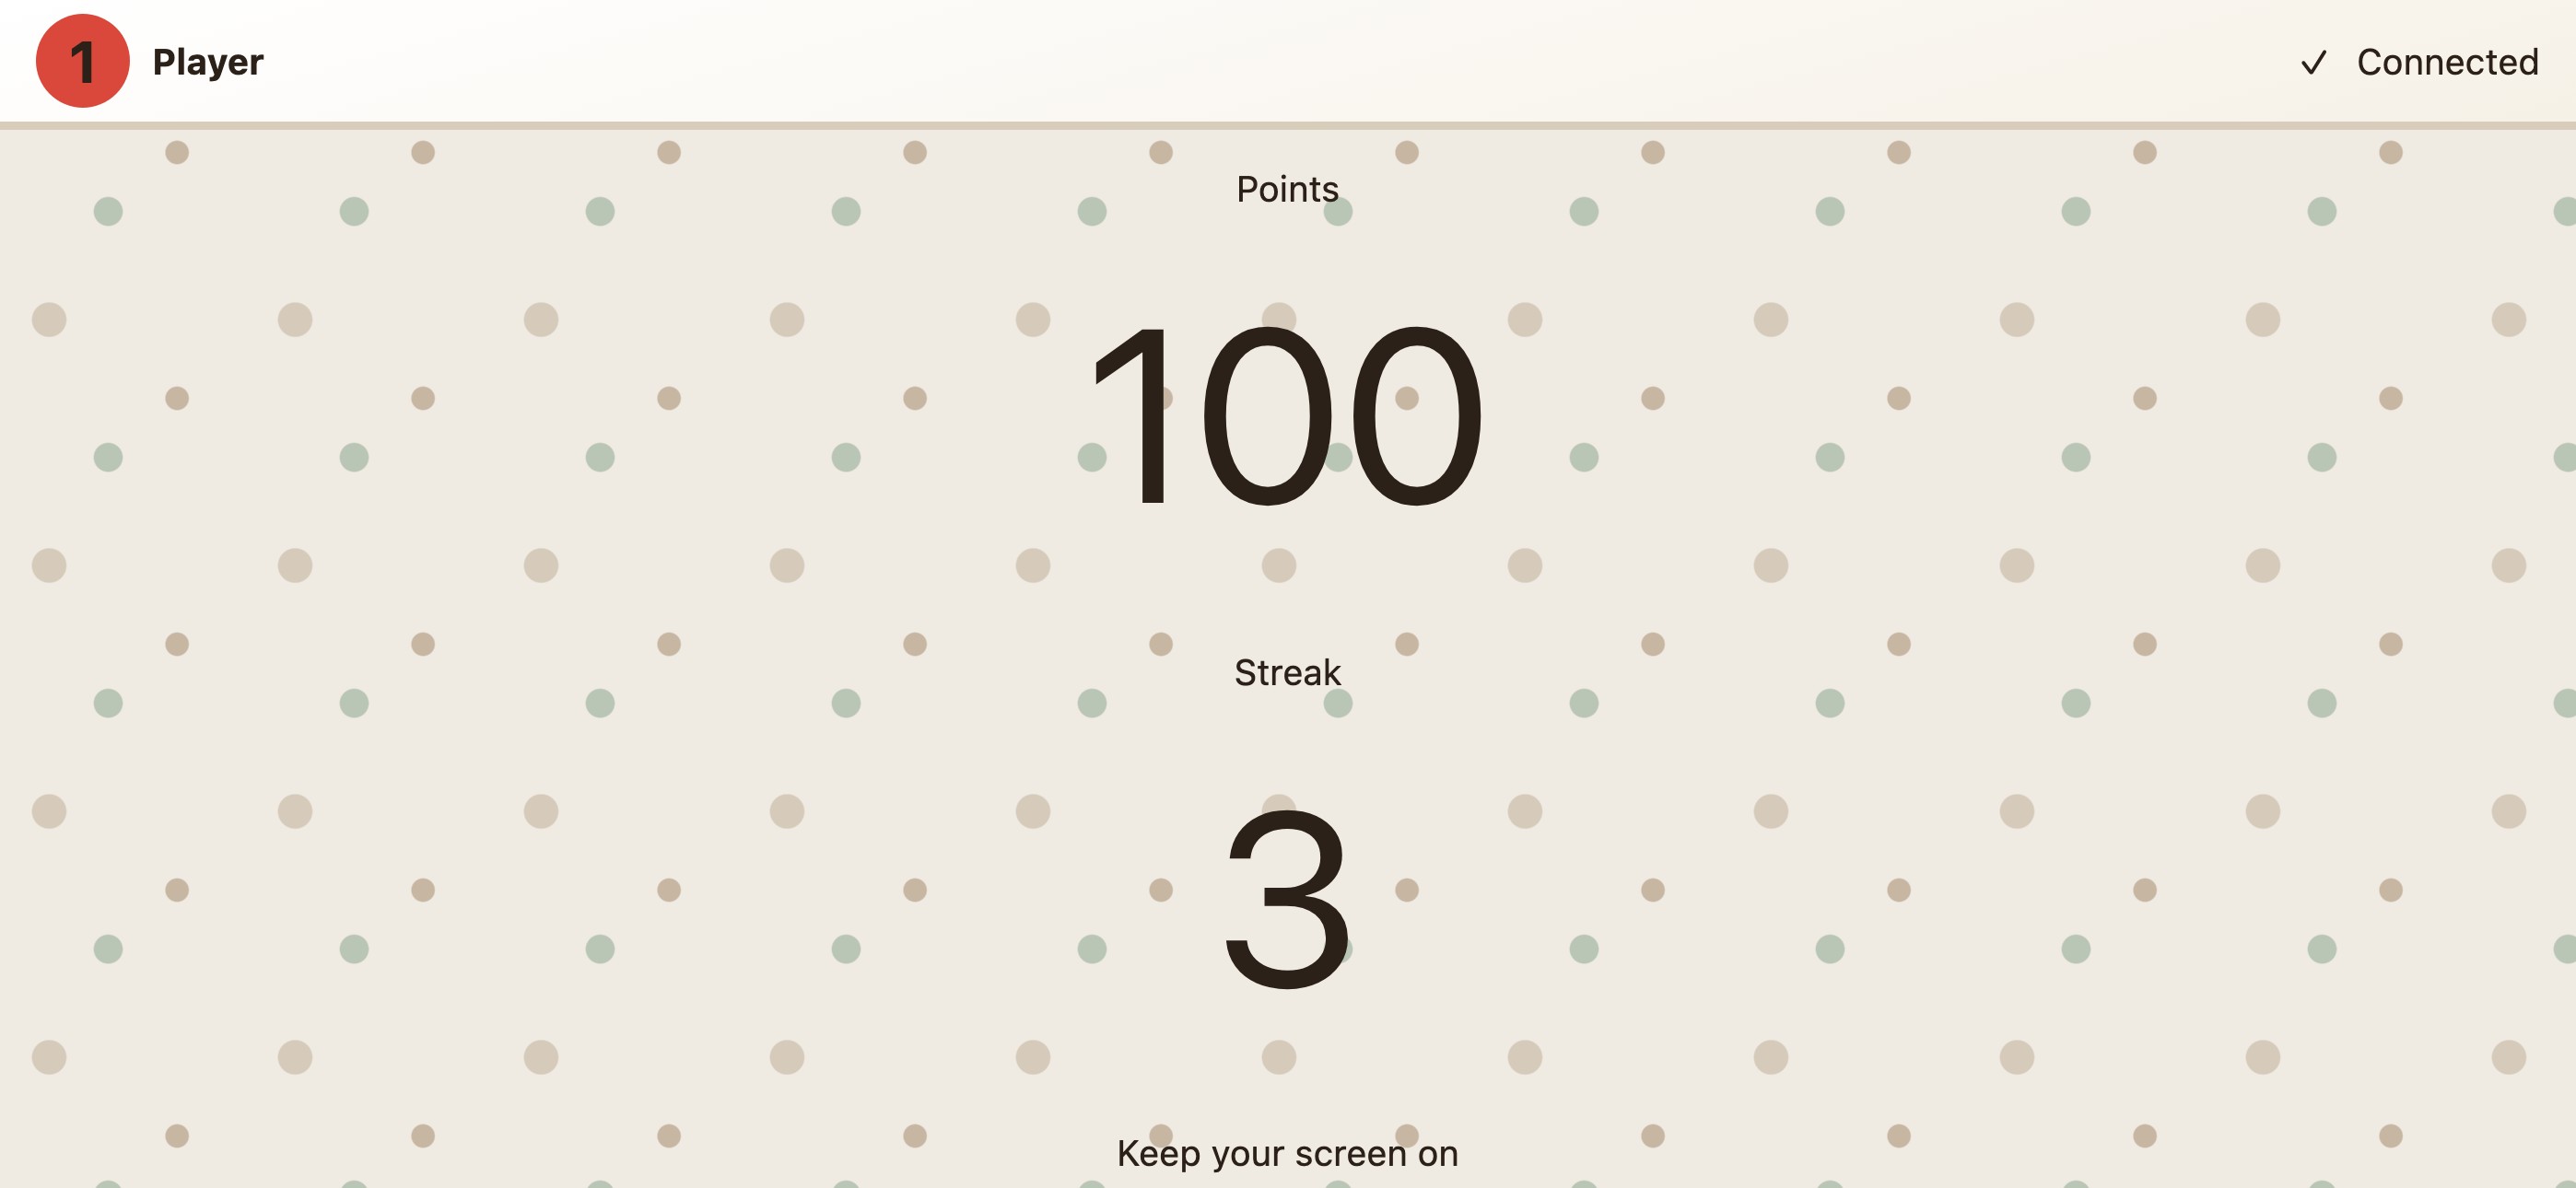 1 Player
✓ Connected
Points
100
Streak
3
Keep your screen on